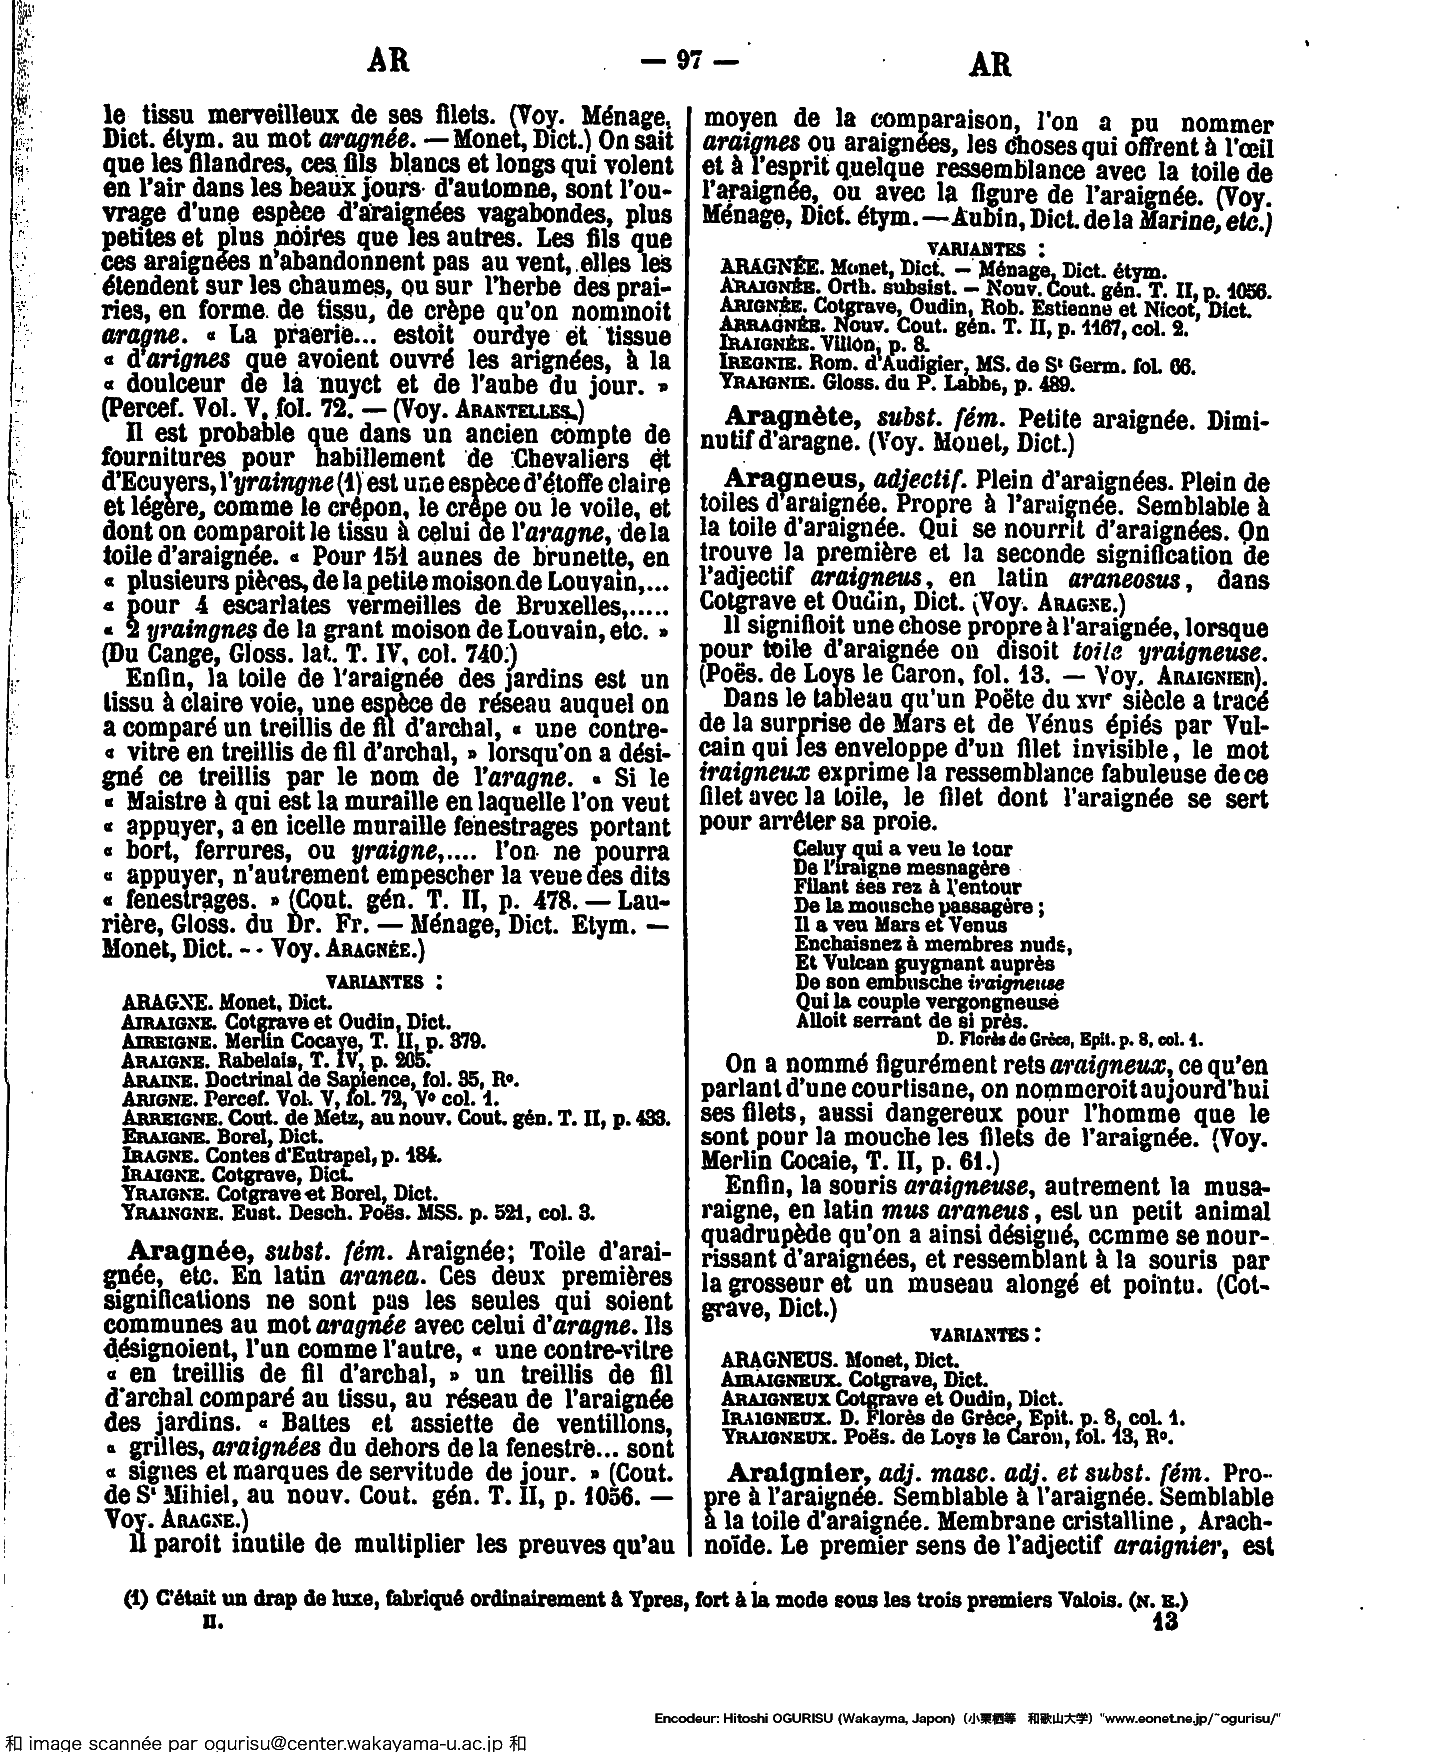 AR
— 97 —
AR
le tissu merveilleux de ses filets. (Voy. Ménage,
Dict. étym. au mot aragnée. — Monet, Dict.) On sait
que les filandres, ces fils blancs et longs qui volent
en l'air dans les beaux jours d'automne, sont l'ou-
vrage d'une espèce d'araignées vagabondes, plus
petites et plus noires que les autres. Les fils que
ces araignées n'abandonnent pas au vent, elles les
étendent sur les chaumes, ou sur l'herbe des prai-
ries, en forme de tissu, de crèpe qu'on nommoit
aragne. « La praerie... estoit ourdye et tissue
« d'arignes que avoient ouvré les arignées, à la
« doulceur de la nuyct et de l'aube du jour. »
(Percef. Vol. V, fol. 72. — (Voy. ARANTELLES.)
Il est probable que dans un ancien compte de
fournitures pour habillement de Chevaliers et
d'Ecuyers, l'yraingne (1) est une espèce d'étoffe claire
et légère, comme le crépon, le crêpe ou le voile, et
dont on comparoit le tissu à celui de l'aragne, de la
toile d'araignée. « Pour 151 aunes de brunette, en
« plusieurs pièces, de la petite moison de Louvain,...
« pour 4 escarlates vermeilles de Bruxelles,.....
« 2 yraingnes de la grant moison de Louvain, etc. »
(Du Cange, Gloss. lat. T. IV, col. 740.)
Enfin, la toile de l'araignée des jardins est un
tissu à claire voie, une espèce de réseau auquel on
a comparé un treillis de fil d'archal, « une contre-
« vitre en treillis de fil d'archal, » lorsqu'on a dési-
gné ce treillis par le nom de l'aragne. « Si le
« Maistre à qui est la muraille en laquelle l'on veut
« appuyer, a en icelle muraille fenestrages portant
« bort, ferrures, ou yraigne,.... l'on ne pourra
« appuyer, n'autrement empescher la veue des dits
« fenestrages. » (Cout. gén. T. II, p. 478. — Lau-
rière, Gloss. du Dr. Fr. — Ménage, Dict. Etym. —
Monet, Dict. -- Voy. ARAGNÉE.)
VARIANTES :
ARAGNE. Monet, Dict.
AIRAIGNE. Cotgrave et Oudin, Dict.
AIREIGNE. Merlin Cocaye, T. II, p. 379.
ARAIGNE. Rabelais, T. IV, p. 205.
ARAINE. Doctrinal de Sapience, fol. 35, R°.
ARIGNE. Percef. Vol. V, fol. 72, V° col. 1.
ARREIGNE. Cout. de Metz, au nouv. Cout. gén. T. II, p. 433.
ERAIGNE. Borel, Dict.
IRAGNE. Contes d'Eutrapel, p. 184.
IRAIGNE. Cotgrave, Dict.
YRAIGNE. Cotgrave et Borel, Dict.
YRAINGNE. Eust. Desch. Poës. MSS. p. 521, col. 3.
Aragnée, subst. fém. Araignée; Toile d'arai-
gnée, etc. En latin aranea. Ces deux premières
significations ne sont pas les seules qui soient
communes au mot aragnée avec celui d'aragne. Ils
désignoient, l'un comme l'autre, « une contre-vitre
« en treillis de fil d'archal, » un treillis de fil
d'archal comparé au tissu, au réseau de l'araignée
des jardins. « Battes et assiette de ventillons,
« grilles, araignées du dehors de la fenestre... sont
« signes et marques de servitude de jour. » (Cout.
de St Mihiel, au nouv. Cout. gén. T. II, p. 1056. —
Voy. ARAGNE.)
Il paroit inutile de multiplier les preuves qu'au
moyen de la comparaison, l'on a pu nommer
araignes ou araignées, les choses qui offrent à l'œil
et à l'esprit quelque ressemblance avec la toile de
l'araignée, ou avec la figure de l'araignée. (Voy.
Ménage, Dict. étym. — Aubin, Dict. de la Marine, etc.)
VARIANTES :
ARAGNÉE. Monet, Dict. — Ménage, Dict. étym.
ARAIGNÉE. Orth. subsist. — Nouv. Cout. gén. T. II, p. 1056.
ARIGNÉE. Cotgrave, Oudin, Rob. Estienne et Nicot, Dict.
ARRAGNÉE. Nouv. Cout. gén. T. II, p. 1167, col. 2.
IRAIGNÉE. Villon, p. 8.
IREGNIE. Rom. d'Audigier, MS. de St Germ. fol. 66.
YRAIGNIE. Gloss. du P. Labbe, p. 489.
Aragnète, subst. fém. Petite araignée. Dimi-
nutif d'aragne. (Voy. Monet, Dict.)
Aragneus, adjectif. Plein d'araignées. Plein de
toiles d'araignée. Propre à l'araignée. Semblable à
la toile d'araignée. Qui se nourrit d'araignées. On
trouve la première et la seconde signification de
l'adjectif araigneus, en latin araneosus, dans
Cotgrave et Oudin, Dict. (Voy. ARAGNE.)
Il signifioit une chose propre à l'araignée, lorsque
pour toile d'araignée on disoit toile yraigneuse.
(Poës. de Loys le Caron, fol. 13. — Voy. ARAIGNIER).
Dans le tableau qu'un Poëte du XVIe siècle a tracé
de la surprise de Mars et de Vénus épiés par Vul-
cain qui les enveloppe d'un filet invisible, le mot
iraigneux exprime la ressemblance fabuleuse de ce
filet avec la toile, le filet dont l'araignée se sert
pour arrêter sa proie.
Celuy qui a veu le tour
De l'iraigne mesnagère
Filant ses rez à l'entour
De la mousche passagère ;
Il a veu Mars et Venus
Enchaisnez à membres nuds,
Et Vulcan guygnant auprès
De son embusche iraigneuse
Qui la couple vergongneuse
Alloit serrant de si près.
D. Florès de Grèce, Epit. p. 8, col. 1.
On a nommé figurément rets araigneux, ce qu'en
parlant d'une courtisane, on nommeroit aujourd'hui
ses filets, aussi dangereux pour l'homme que le
sont pour la mouche les filets de l'araignée. (Voy.
Merlin Cocaie, T. II, p. 61.)
Enfin, la souris araigneuse, autrement la musa-
raigne, en latin mus araneus, est un petit animal
quadrupède qu'on a ainsi désigné, comme se nour-
rissant d'araignées, et ressemblant à la souris par
la grosseur et un museau alongé et pointu. (Cot-
grave, Dict.)
VARIANTES :
ARAGNEUS. Monet, Dict.
AIRAIGNEUX. Cotgrave, Dict.
ARAIGNEUX Cotgrave et Oudin, Dict.
IRAIGNEUX. D. Florès de Grèce, Epit. p. 8, col. 1.
YRAIGNEUX. Poës. de Loys le Caron, fol. 13, R°.
Araignier, adj. masc. adj. et subst. fém. Pro-
pre à l'araignée. Semblable à l'araignée. Semblable
à la toile d'araignée. Membrane cristalline, Arach-
noïde. Le premier sens de l'adjectif araignier, est
(1) C'était un drap de luxe, fabriqué ordinairement à Ypres, fort à la mode sous les trois premiers Valois. (N. E.)
II.
13
Encodeur: Hitoshi OGURISU (Wakayma, Japon) (小栗栖等 和歌山大学) "www.eonet.ne.jp/~ogurisu/"
和 image scannée par ogurisu@center.wakayama-u.ac.jp 和